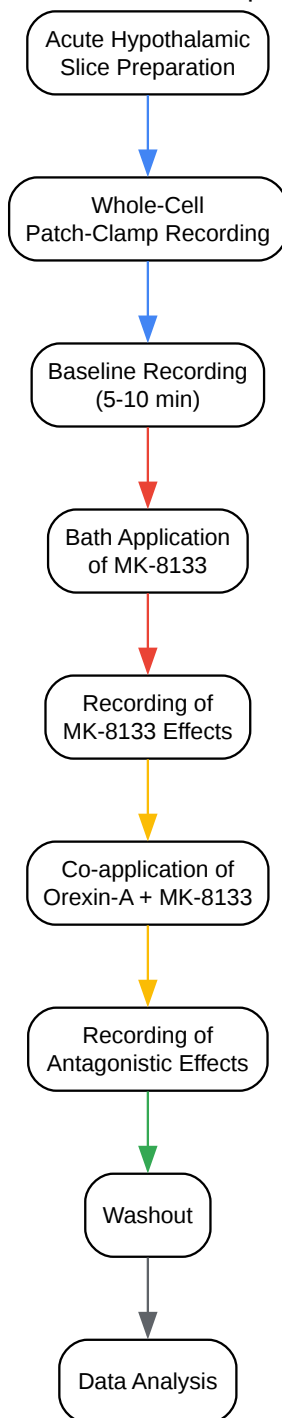 Acute Hypothalamic
Slice Preparation
Whole-Cell
Patch-Clamp Recording
Baseline Recording
(5-10 min)
Bath Application
of MK-8133
Recording of
MK-8133 Effects
Co-application of
Orexin-A + MK-8133
Recording of
Antagonistic Effects
Washout
Data Analysis